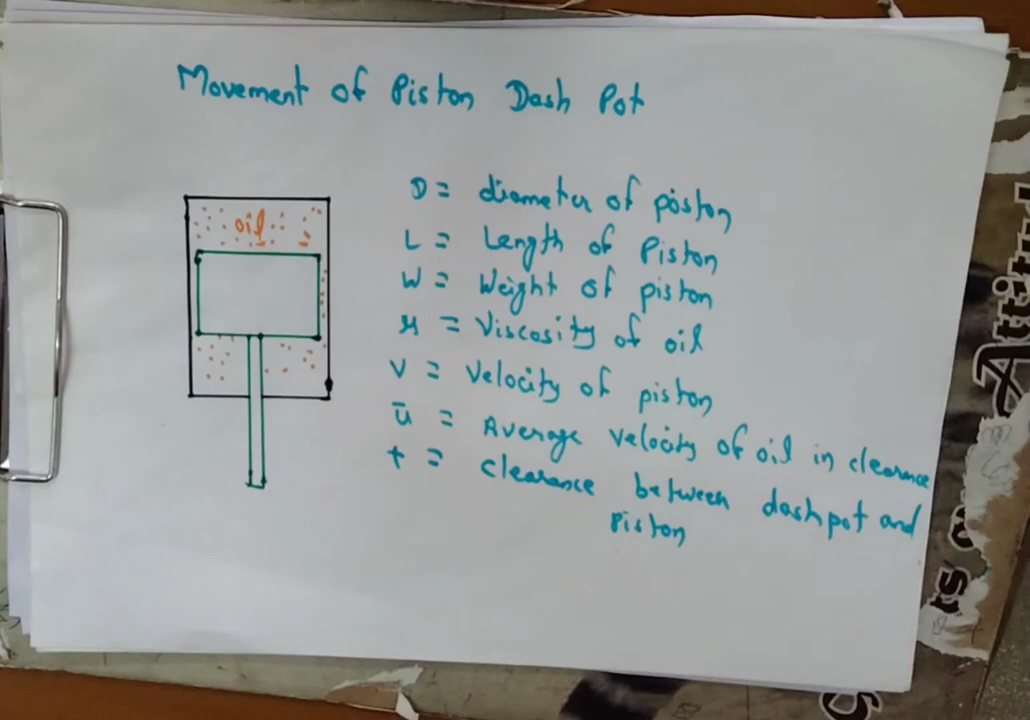 Movement of Piston Dash Pot
oil
D = diameter of piston
L = Length of Piston
W = Weight of piston
μ = Viscosity of oil
V = Velocity of piston
ū = Average velocity of oil in clearance
t = clearance between dashpot and
Piston
Attitud